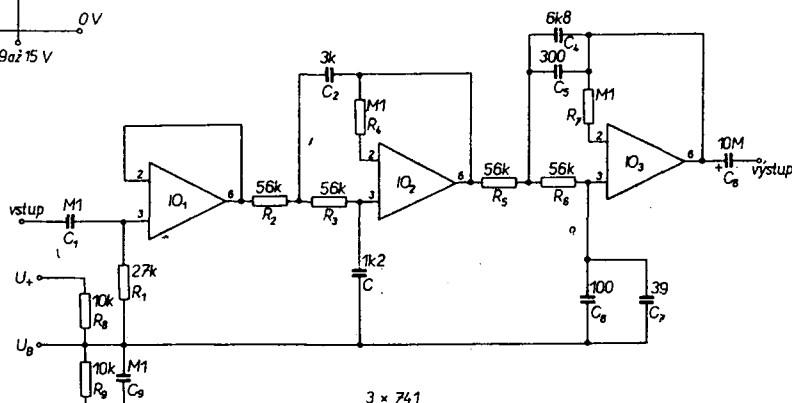 0 V
9 až 15 V
vstup
M1
C1
2
3
IO1
6
27k
R1
U+
10k
R8
UB
10k
R9
M1
C9
56k
R2
3k
C2
M1
R4
56k
R3
2
3
IO2
6
1k2
C
56k
R5
6k8
C4
300
C5
M1
R7
56k
R6
2
3
IO3
6
10M
+
C8
výstup
100
C6
39
C7
3 × 741